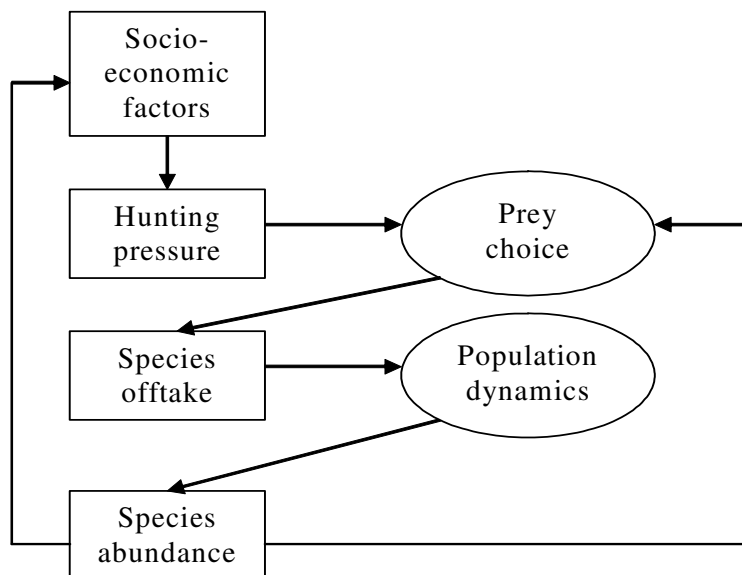 Socio-
economic
factors
Hunting
pressure
Prey
choice
Species
offtake
Population
dynamics
Species
abundance